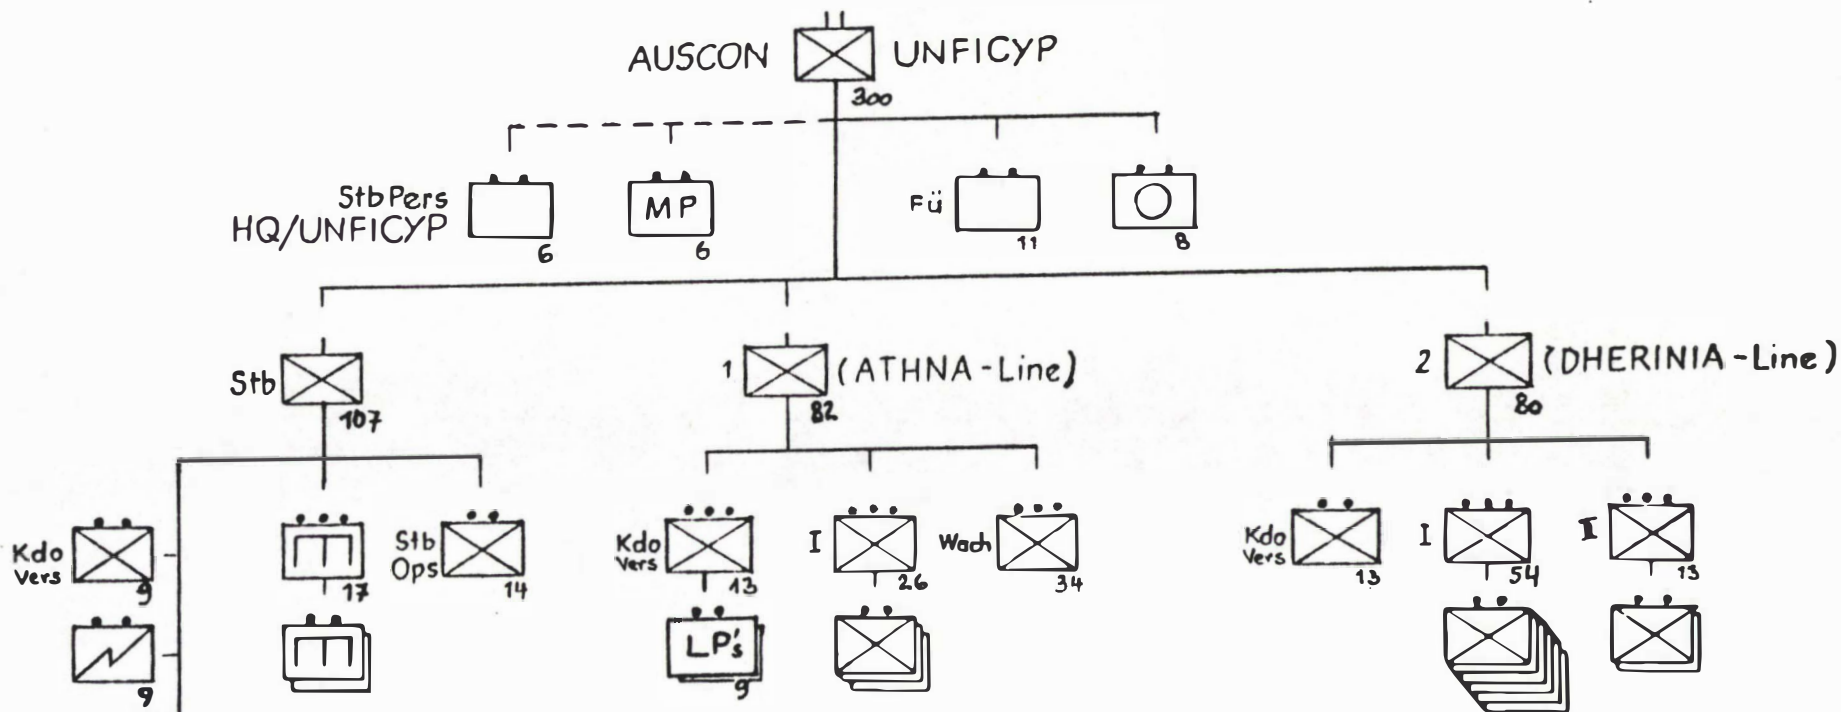 AUSCON UNFICYP
300
StbPers
HQ/UNFICYP
6
MP
6
Fü
11
8
Stb
107
1 (ATHNA-Line)
82
2 (DHERINIA-Line)
80
Kdo
Vers
9
17
Stb
Ops
14
Kdo
Vers
13
I
26
Wach
34
Kdo
Vers
13
I
54
II
13
9
LP's
9